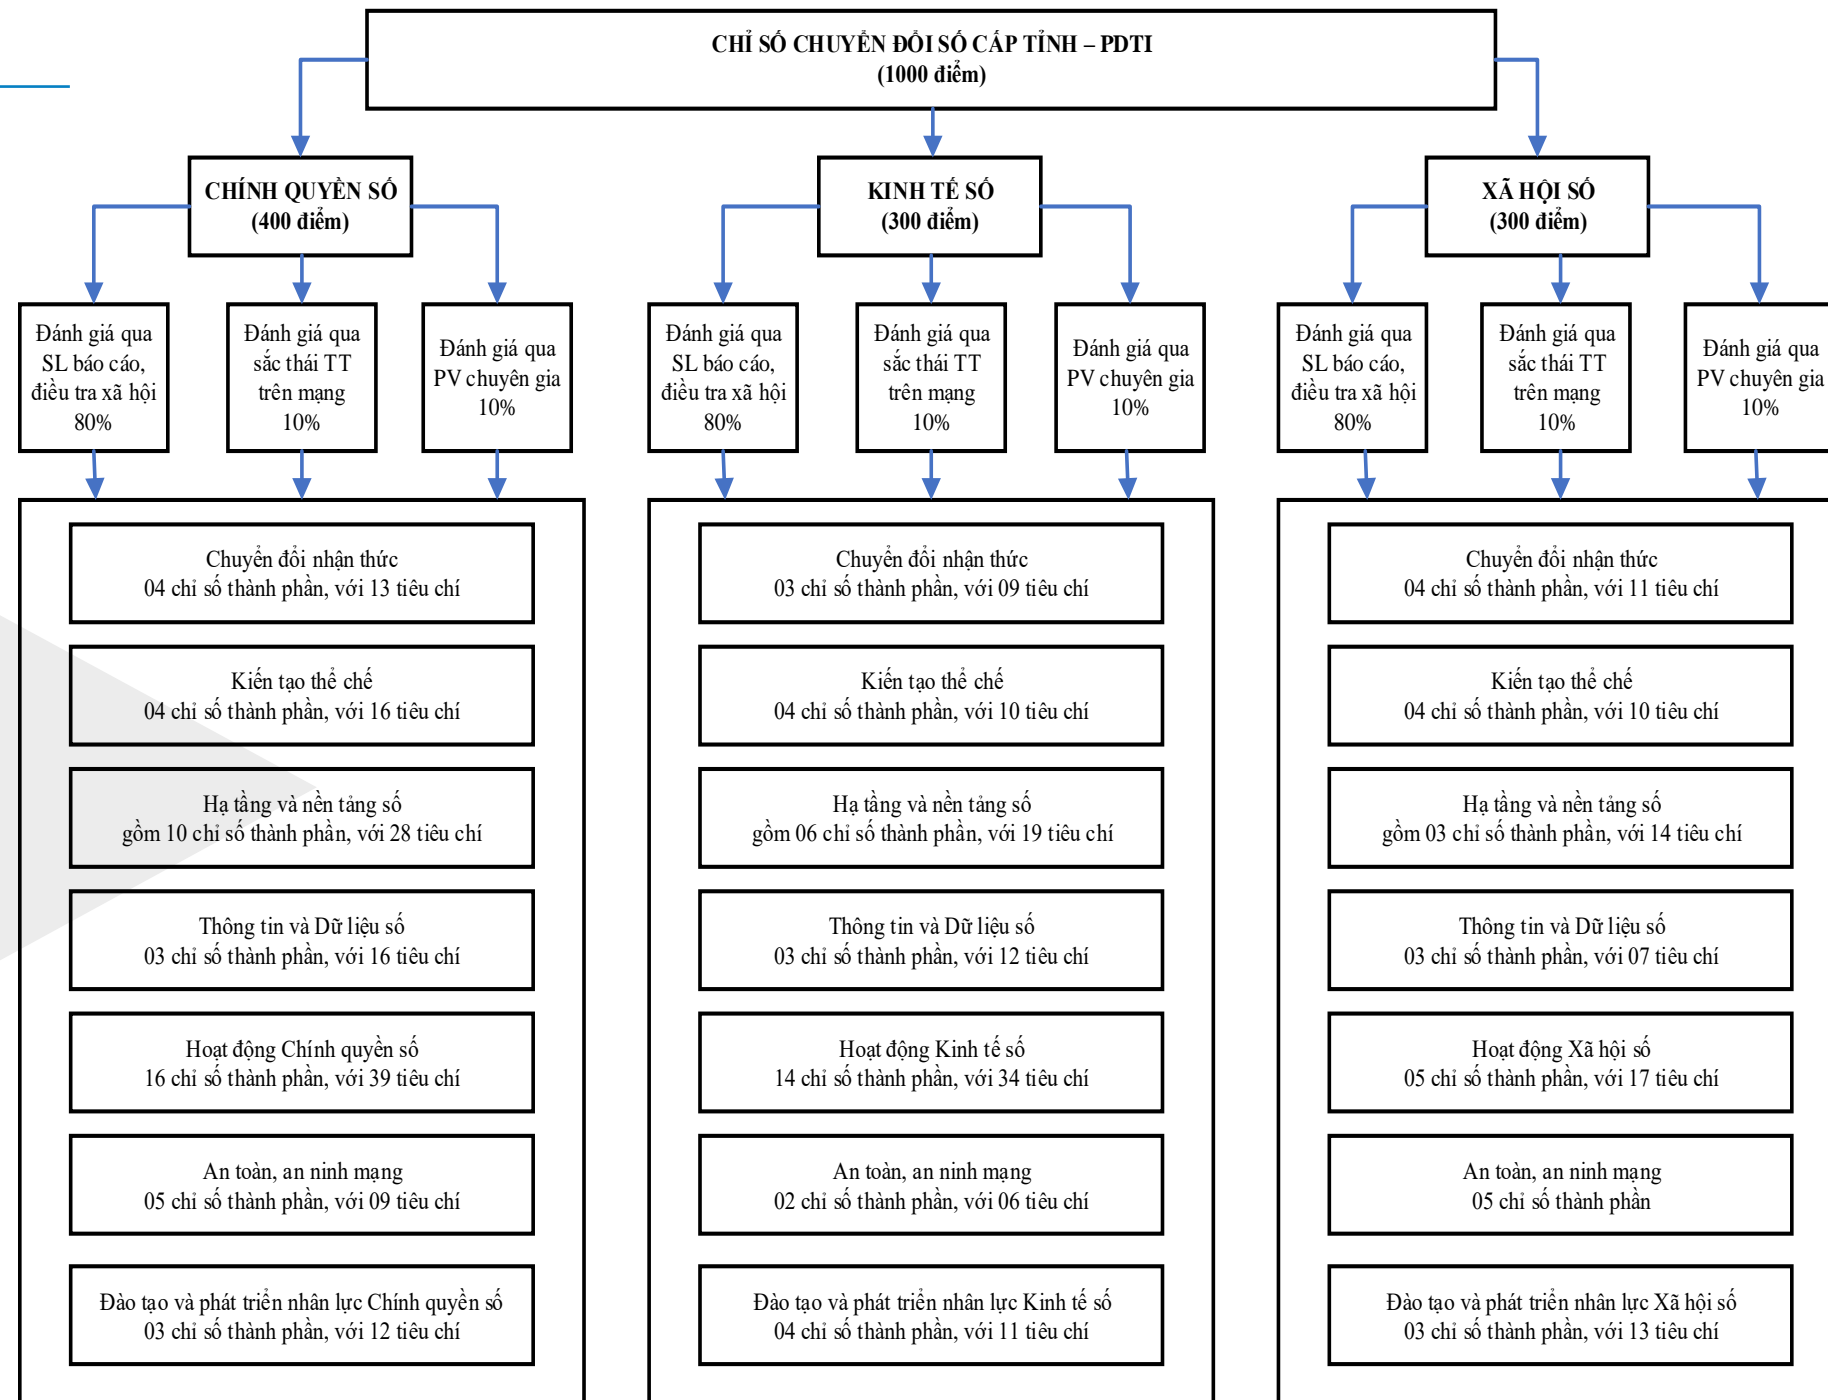 CHỈ SỐ CHUYỂN ĐỔI SỐ CẤP TỈNH – PDTI
(1000 điểm)
CHÍNH QUYỀN SỐ
(400 điểm)
KINH TẾ SỐ
(300 điểm)
XÃ HỘI SỐ
(300 điểm)
Đánh giá qua
SL báo cáo,
điều tra xã hội
80%
Đánh giá qua
sắc thái TT
trên mạng
10%
Đánh giá qua
PV chuyên gia
10%
Đánh giá qua
SL báo cáo,
điều tra xã hội
80%
Đánh giá qua
sắc thái TT
trên mạng
10%
Đánh giá qua
PV chuyên gia
10%
Đánh giá qua
SL báo cáo,
điều tra xã hội
80%
Đánh giá qua
sắc thái TT
trên mạng
10%
Đánh giá qua
PV chuyên gia
10%
Chuyển đổi nhận thức
04 chỉ số thành phần, với 13 tiêu chí
Kiến tạo thể chế
04 chỉ số thành phần, với 16 tiêu chí
Hạ tầng và nền tảng số
gồm 10 chỉ số thành phần, với 28 tiêu chí
Thông tin và Dữ liệu số
03 chỉ số thành phần, với 16 tiêu chí
Hoạt động Chính quyền số
16 chỉ số thành phần, với 39 tiêu chí
An toàn, an ninh mạng
05 chỉ số thành phần, với 09 tiêu chí
Đào tạo và phát triển nhân lực Chính quyền số
03 chỉ số thành phần, với 12 tiêu chí
Chuyển đổi nhận thức
03 chỉ số thành phần, với 09 tiêu chí
Kiến tạo thể chế
04 chỉ số thành phần, với 10 tiêu chí
Hạ tầng và nền tảng số
gồm 06 chỉ số thành phần, với 19 tiêu chí
Thông tin và Dữ liệu số
03 chỉ số thành phần, với 12 tiêu chí
Hoạt động Kinh tế số
14 chỉ số thành phần, với 34 tiêu chí
An toàn, an ninh mạng
02 chỉ số thành phần, với 06 tiêu chí
Đào tạo và phát triển nhân lực Kinh tế số
04 chỉ số thành phần, với 11 tiêu chí
Chuyển đổi nhận thức
04 chỉ số thành phần, với 11 tiêu chí
Kiến tạo thể chế
04 chỉ số thành phần, với 10 tiêu chí
Hạ tầng và nền tảng số
gồm 03 chỉ số thành phần, với 14 tiêu chí
Thông tin và Dữ liệu số
03 chỉ số thành phần, với 07 tiêu chí
Hoạt động Xã hội số
05 chỉ số thành phần, với 17 tiêu chí
An toàn, an ninh mạng
05 chỉ số thành phần
Đào tạo và phát triển nhân lực Xã hội số
03 chỉ số thành phần, với 13 tiêu chí